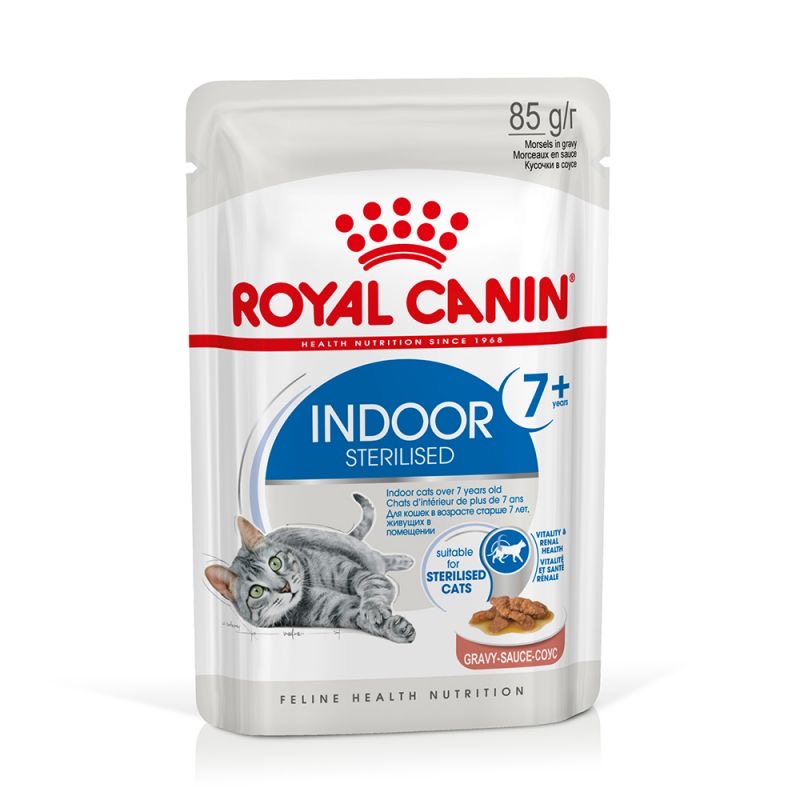 85 g/г
Morsels in gravy
Morceaux en sauce
Кусочки в соусе
ROYAL CANIN®
HEALTH NUTRITION SINCE 1968
7+
years
INDOOR
STERILISED
Indoor cats over 7 years old
Chats d'intérieur de plus de 7 ans
Для кошек в возрасте старше 7 лет,
живущих в
помещении
suitable
for
STERILISED
CATS
VITALITY &
RENAL
HEALTH
VITALITÉ
ET SANTÉ
RÉNALE
GRAVY-SAUCE-СОУС
FELINE HEALTH NUTRITION